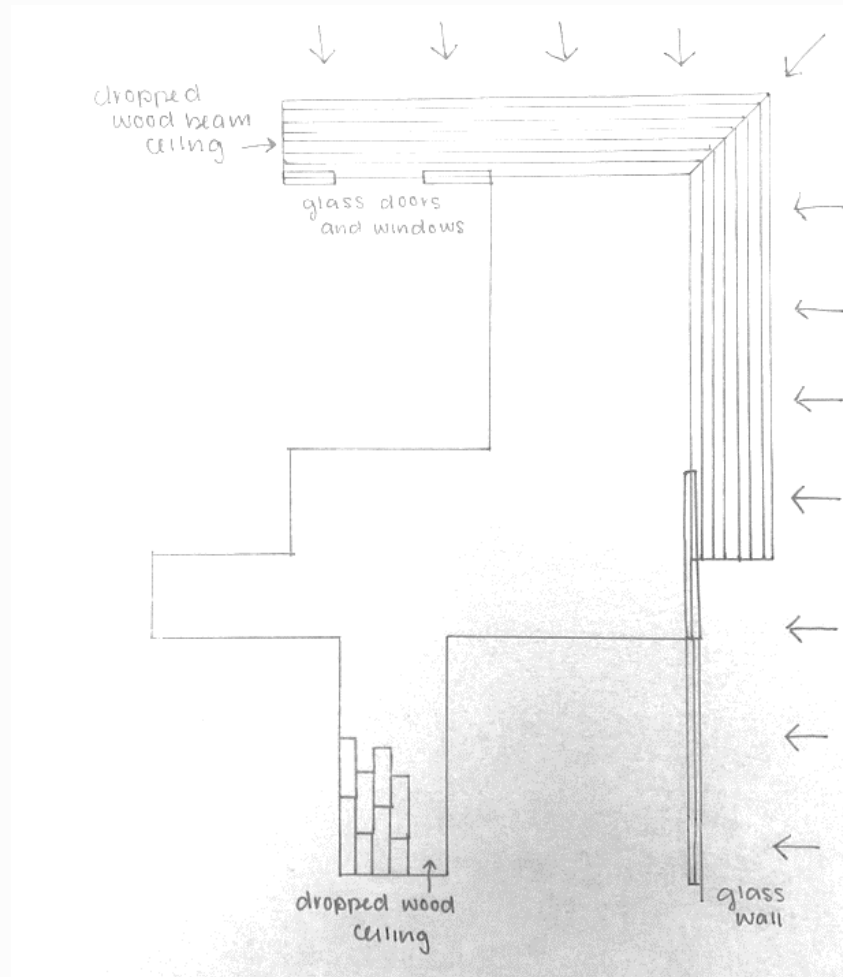 dropped
wood beam
ceiling
glass doors
and windows
dropped wood
ceiling
glass
wall